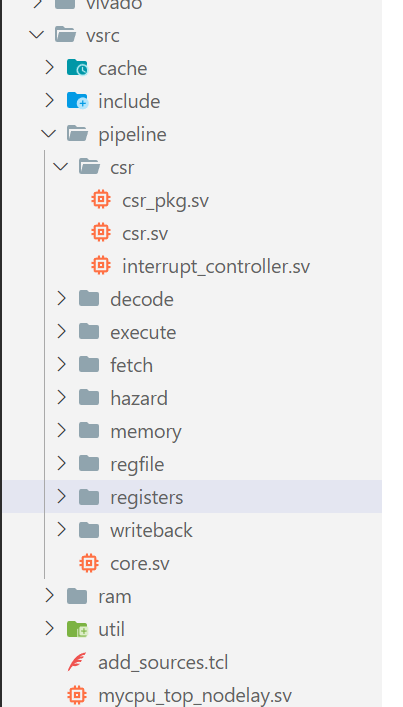 vivado
vsrc
cache
include
pipeline
csr
csr_pkg.sv
csr.sv
interrupt_controller.sv
decode
execute
fetch
hazard
memory
regfile
registers
writeback
core.sv
ram
util
add_sources.tcl
mycpu_top_nodelay.sv